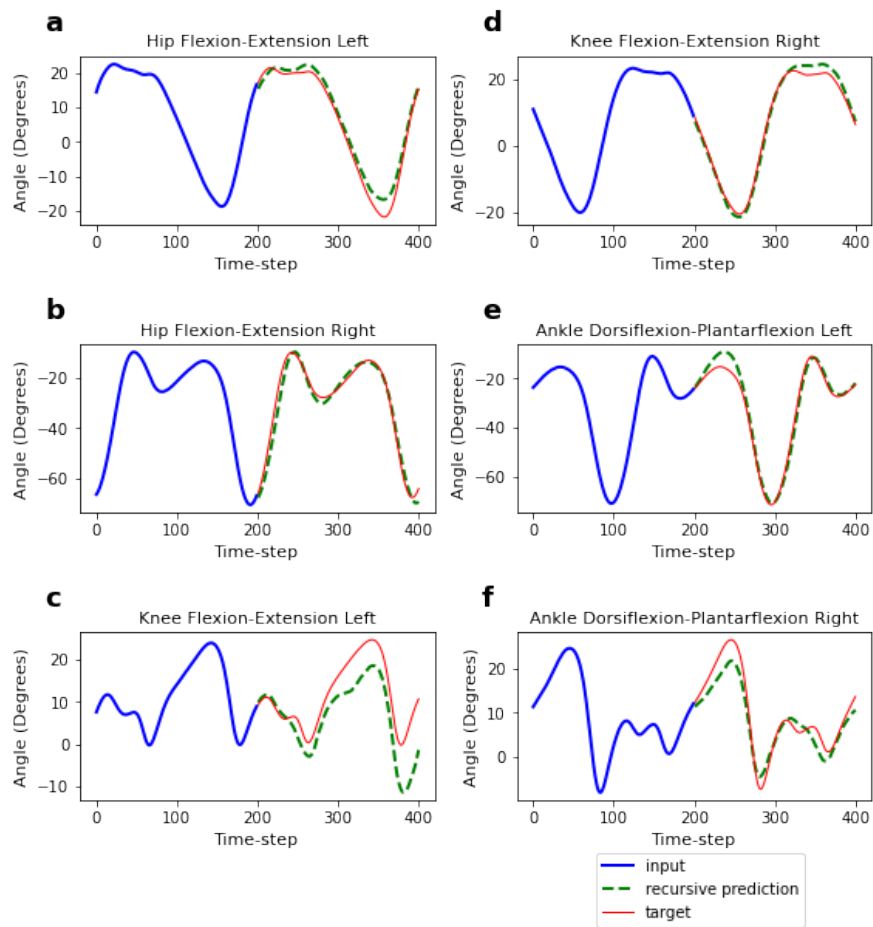 a
Hip Flexion-Extension Left
Angle (Degrees)
20
10
0
−10
−20
0 100 200 300 400
Time-step
d
Knee Flexion-Extension Right
Angle (Degrees)
20
0
−20
0 100 200 300 400
Time-step
b
Hip Flexion-Extension Right
Angle (Degrees)
−20
−40
−60
0 100 200 300 400
Time-step
e
Ankle Dorsiflexion-Plantarflexion Left
Angle (Degrees)
−20
−40
−60
0 100 200 300 400
Time-step
c
Knee Flexion-Extension Left
Angle (Degrees)
20
10
0
−10
0 100 200 300 400
Time-step
f
Ankle Dorsiflexion-Plantarflexion Right
Angle (Degrees)
20
10
0
0 100 200 300 400
Time-step
input
recursive prediction
target